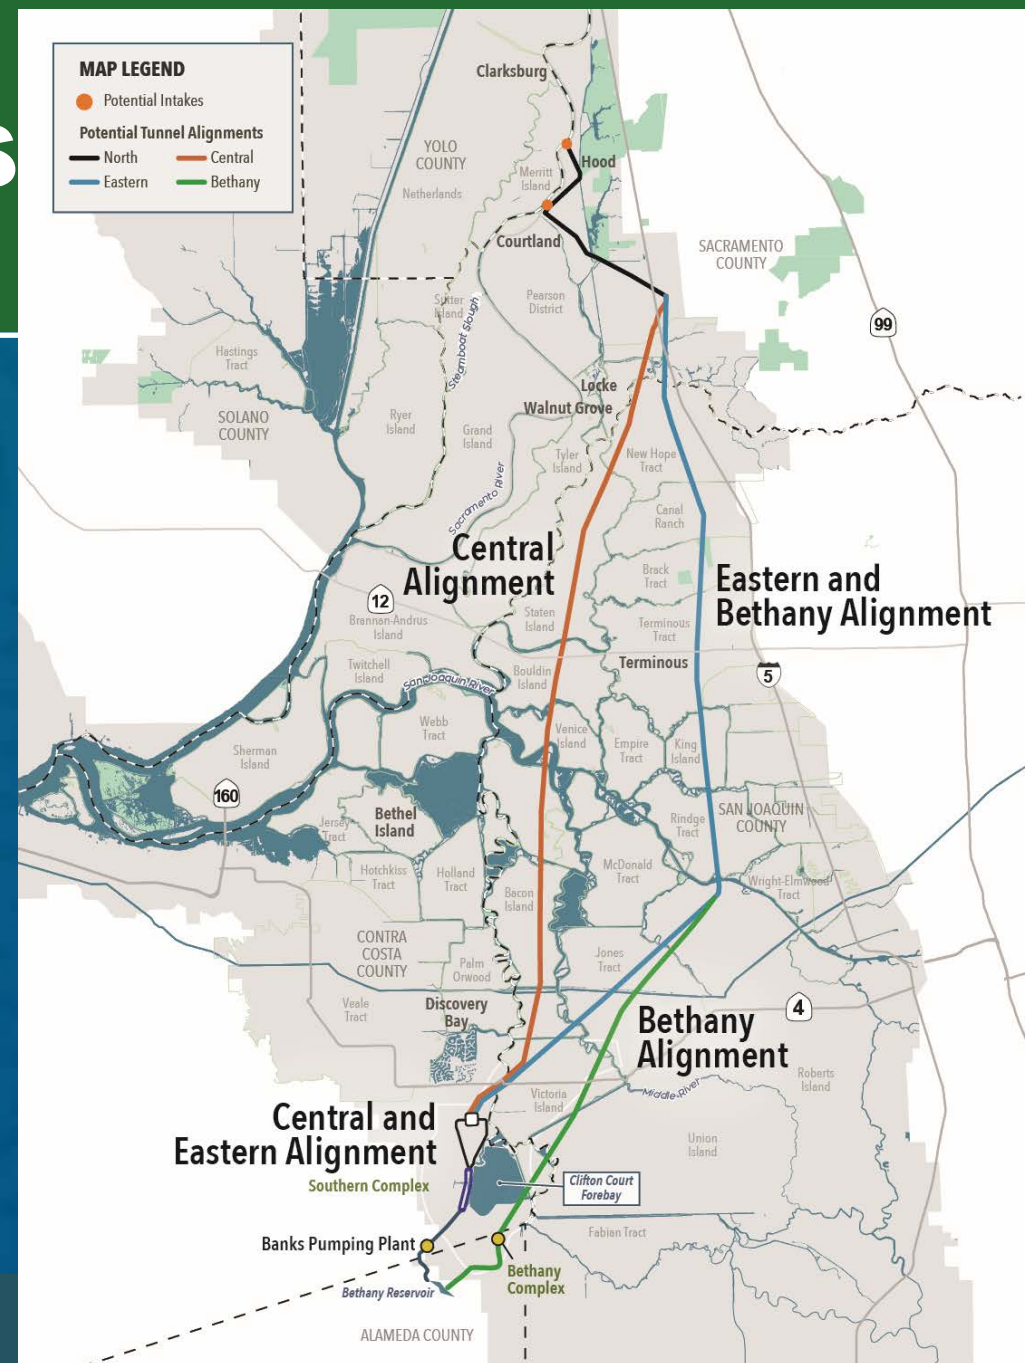 S
MAP LEGEND
Potential Intakes
Potential Tunnel Alignments
North
Central
Eastern
Bethany
Clarksburg
YOLO
COUNTY
Netherlands
Merritt
Island
Hood
Courtland
SACRAMENTO
COUNTY
Sutter
Island
Pearson
District
Steamboat Slough
99
Hastings
Tract
SOLANO
COUNTY
Ryer
Island
Grand
Island
Locke
Walnut Grove
Tyler
Island
New Hope
Tract
Sacramento River
Canal
Ranch
Central
Alignment
Brack
Tract
Eastern and
Bethany Alignment
12
Brannan-Andrus
Island
Staten
Island
Terminous
Tract
Terminous
5
Twitchell
Island
San Joaquin River
Bouldin
Island
Webb
Tract
Venice
Island
Empire
Tract
King
Island
Sherman
Island
160
Jersey
Tract
Bethel
Island
Rindge
Tract
SAN JOAQUIN
COUNTY
Hotchkiss
Tract
Holland
Tract
Bacon
Island
McDonald
Tract
Wright-Elmwood
Tract
CONTRA
COSTA
COUNTY
Palm
Orwood
Jones
Tract
Veale
Tract
Discovery
Bay
Bethany
Alignment
4
Roberts
Island
Middle River
Victoria
Island
Central and
Eastern Alignment
Union
Island
Southern Complex
Clifton Court
Forebay
Fabian Tract
Banks Pumping Plant
Bethany
Complex
Bethany Reservoir
ALAMEDA COUNTY